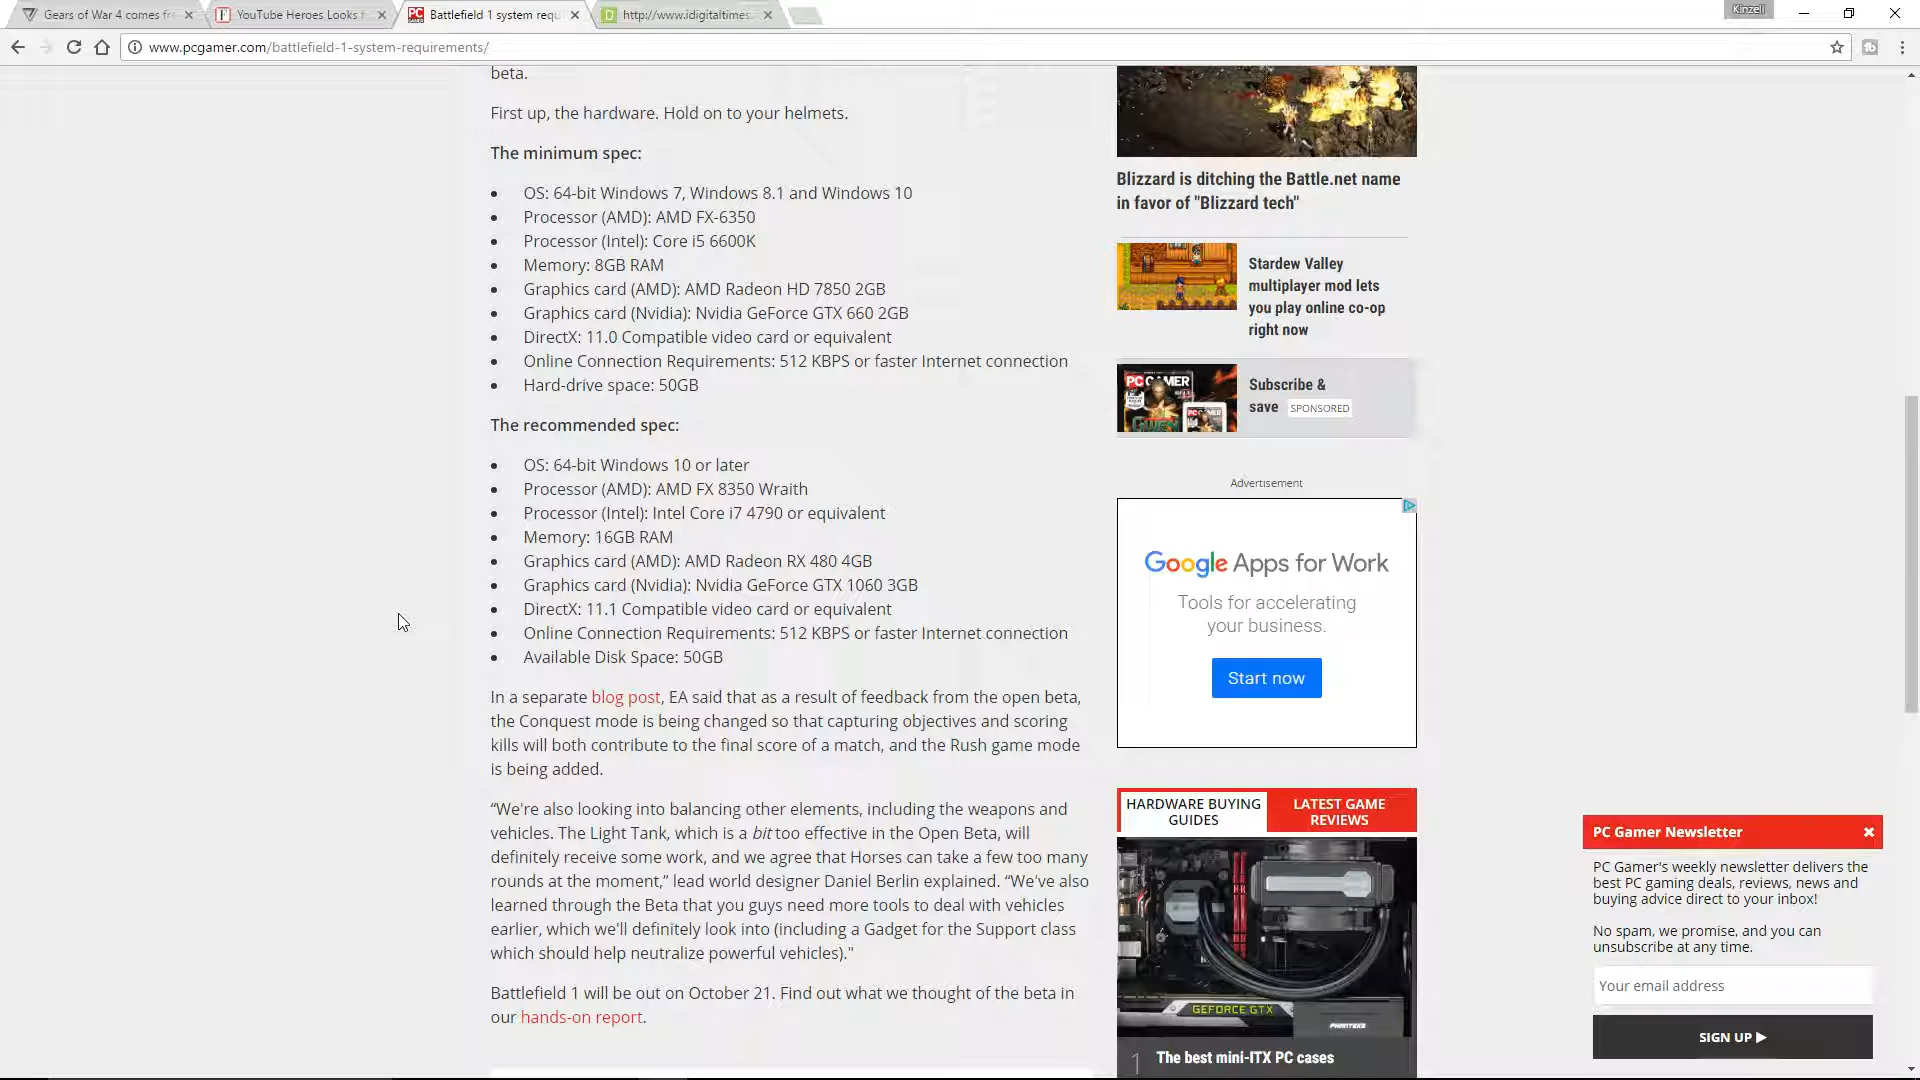 Gears of War 4 comes fr
YouTube Heroes Looks f
Battlefield 1 system requ
http://www.idigitaltimes.
Kinzell
www.pcgamer.com/battlefield-1-system-requirements/
beta.
First up, the hardware. Hold on to your helmets.
The minimum spec:
OS: 64-bit Windows 7, Windows 8.1 and Windows 10
Processor (AMD): AMD FX-6350
Processor (Intel): Core i5 6600K
Memory: 8GB RAM
Graphics card (AMD): AMD Radeon HD 7850 2GB
Graphics card (Nvidia): Nvidia GeForce GTX 660 2GB
DirectX: 11.0 Compatible video card or equivalent
Online Connection Requirements: 512 KBPS or faster Internet connection
Hard-drive space: 50GB
The recommended spec:
OS: 64-bit Windows 10 or later
Processor (AMD): AMD FX 8350 Wraith
Processor (Intel): Intel Core i7 4790 or equivalent
Memory: 16GB RAM
Graphics card (AMD): AMD Radeon RX 480 4GB
Graphics card (Nvidia): Nvidia GeForce GTX 1060 3GB
DirectX: 11.1 Compatible video card or equivalent
Online Connection Requirements: 512 KBPS or faster Internet connection
Available Disk Space: 50GB
In a separate blog post, EA said that as a result of feedback from the open beta,
the Conquest mode is being changed so that capturing objectives and scoring
kills will both contribute to the final score of a match, and the Rush game mode
is being added.
“We're also looking into balancing other elements, including the weapons and
vehicles. The Light Tank, which is a bit too effective in the Open Beta, will
definitely receive some work, and we agree that Horses can take a few too many
rounds at the moment,” lead world designer Daniel Berlin explained. “We've also
learned through the Beta that you guys need more tools to deal with vehicles
earlier, which we'll definitely look into (including a Gadget for the Support class
which should help neutralize powerful vehicles)."
Battlefield 1 will be out on October 21. Find out what we thought of the beta in
our hands-on report.
Blizzard is ditching the Battle.net name
in favor of "Blizzard tech"
Stardew Valley
multiplayer mod lets
you play online co-op
right now
PC GAMER
Subscribe &
save SPONSORED
Advertisement
Google Apps for Work
Tools for accelerating
your business.
Start now
HARDWARE BUYING
GUIDES
LATEST GAME
REVIEWS
GEFORCE GTX
PHANTEKS
1 The best mini-ITX PC cases
PC Gamer Newsletter
PC Gamer's weekly newsletter delivers the
best PC gaming deals, reviews, news and
buying advice direct to your inbox!
No spam, we promise, and you can
unsubscribe at any time.
Your email address
SIGN UP